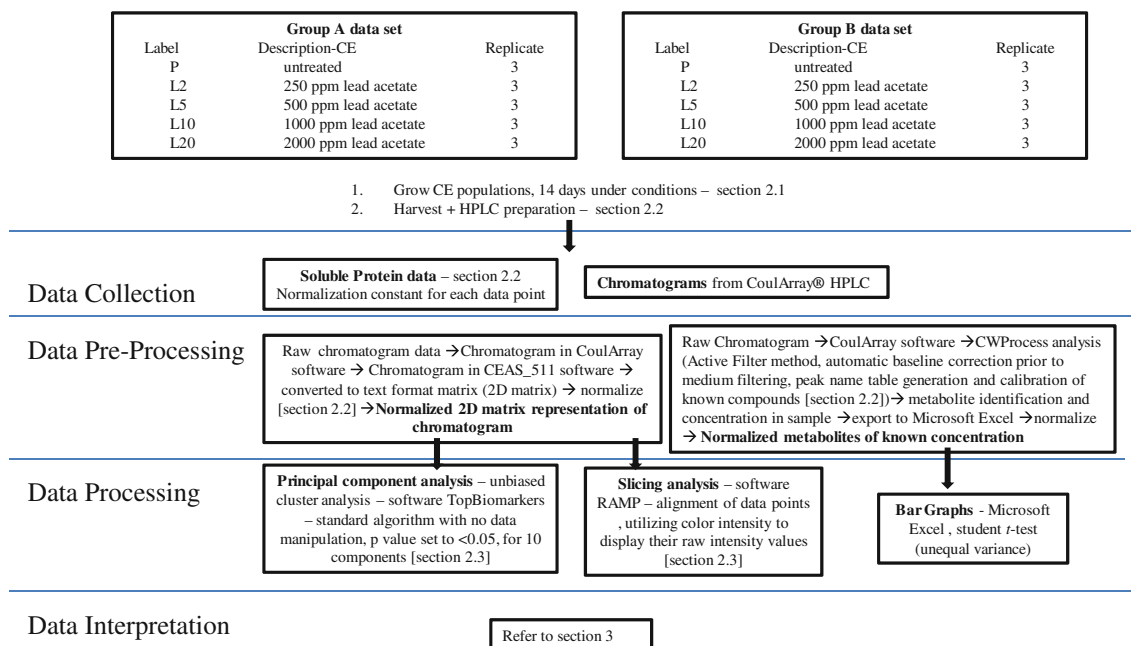 Group A data set
Label Description-CE Replicate
P untreated 3
L2 250 ppm lead acetate 3
L5 500 ppm lead acetate 3
L10 1000 ppm lead acetate 3
L20 2000 ppm lead acetate 3
Group B data set
Label Description-CE Replicate
P untreated 3
L2 250 ppm lead acetate 3
L5 500 ppm lead acetate 3
L10 1000 ppm lead acetate 3
L20 2000 ppm lead acetate 3
1. Grow CE populations, 14 days under conditions – section 2.1
2. Harvest + HPLC preparation – section 2.2
Data Collection
Soluble Protein data – section 2.2
Normalization constant for each data point
Chromatograms from CoulArray® HPLC
Data Pre-Processing
Raw chromatogram data →Chromatogram in CoulArray
software → Chromatogram in CEAS_511 software →
converted to text format matrix (2D matrix) → normalize
[section 2.2] →Normalized 2D matrix representation of
chromatogram
Raw Chromatogram →CoulArray software →CWProcess analysis
(Active Filter method, automatic baseline correction prior to
medium filtering, peak name table generation and calibration of
known compounds [section 2.2])→ metabolite identification and
concentration in sample →export to Microsoft Excel →normalize
→ Normalized metabolites of known concentration
Data Processing
Principal component analysis – unbiased
cluster analysis – software TopBiomarkers
– standard algorithm with no data
manipulation, p value set to <0.05, for 10
components [section 2.3]
Slicing analysis – software
RAMP – alignment of data points
, utilizing color intensity to
display their raw intensity values
[section 2.3]
Bar Graphs - Microsoft
Excel , student t-test
(unequal variance)
Data Interpretation
Refer to section 3